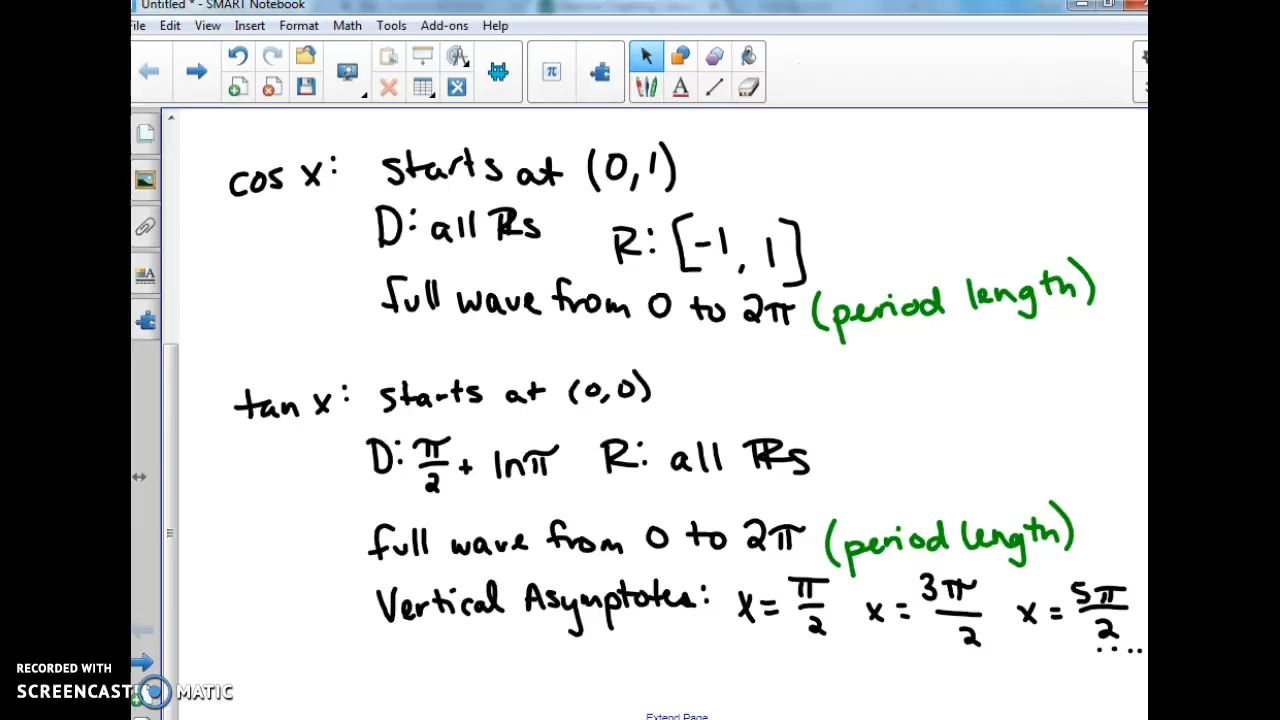 Untitled * - SMART Notebook
File Edit View Insert Format Math Tools Add-ons Help
π
A
cos x: starts at (0,1)
D: all ℝs R: [-1, 1]
full wave from 0 to 2π (period length)
tan x: starts at (0,0)
D: π/2 + lnπ R: all ℝs
full wave from 0 to 2π (period length)
Vertical Asymptotes: x = π/2 x = 3π/2 x = 5π/2 ....
RECORDED WITH
SCREENCAST MATIC
Extend Page